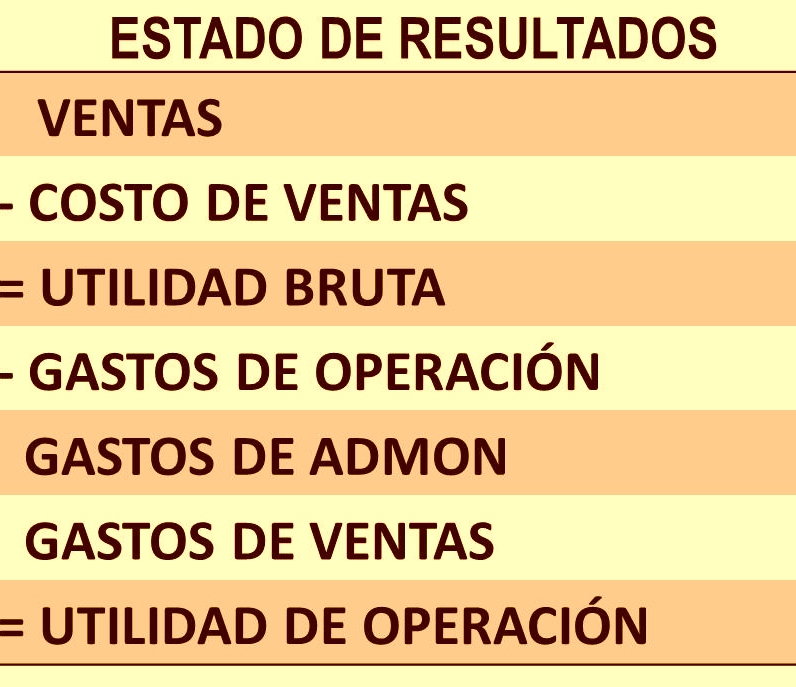 ESTADO DE RESULTADOS
VENTAS
- COSTO DE VENTAS
= UTILIDAD BRUTA
- GASTOS DE OPERACIÓN
GASTOS DE ADMON
GASTOS DE VENTAS
= UTILIDAD DE OPERACIÓN